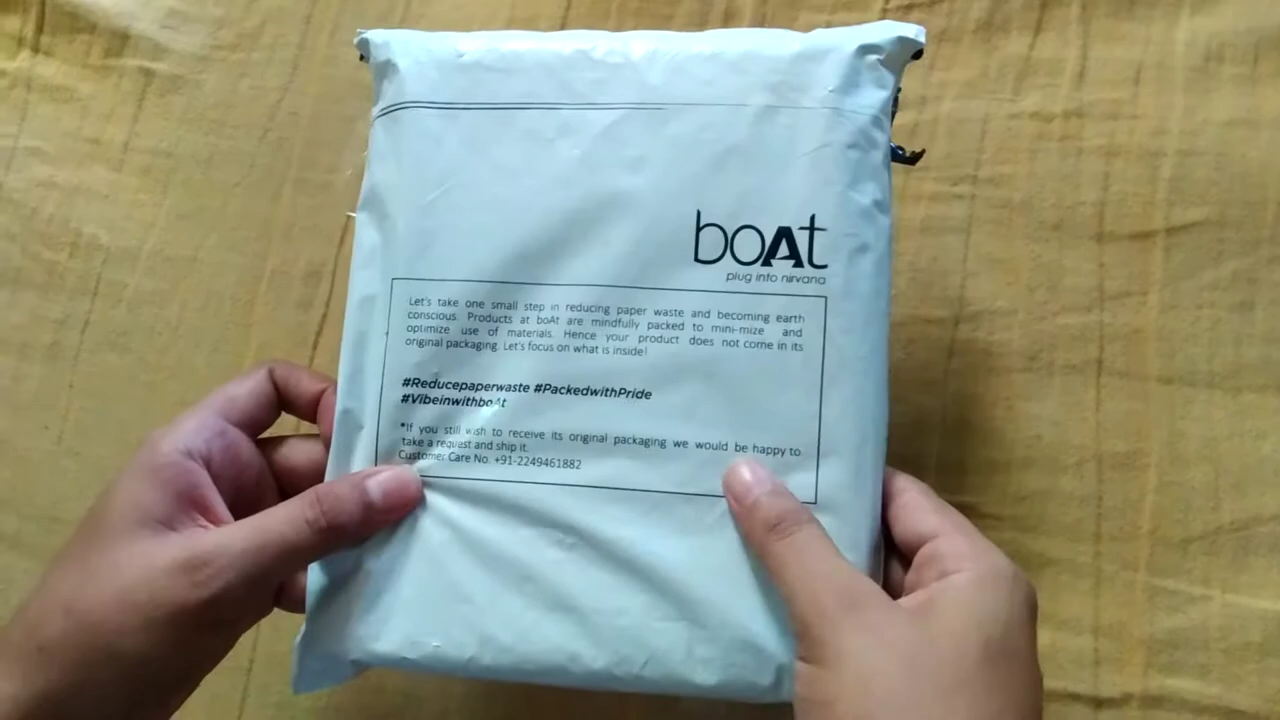 boAt
plug into nirvana
Let's take one small step in reducing paper waste and becoming earth
conscious. Products at boAt are mindfully packed to mini-mize and
optimize use of materials. Hence your product does not come in its
original packaging. Let's focus on what is inside!
#Reducepaperwaste #PackedwithPride
#VibeinwithboAt
*If you still wish to receive its original packaging we would be happy to
take a request and ship it.
Customer Care No. +91-2249461882